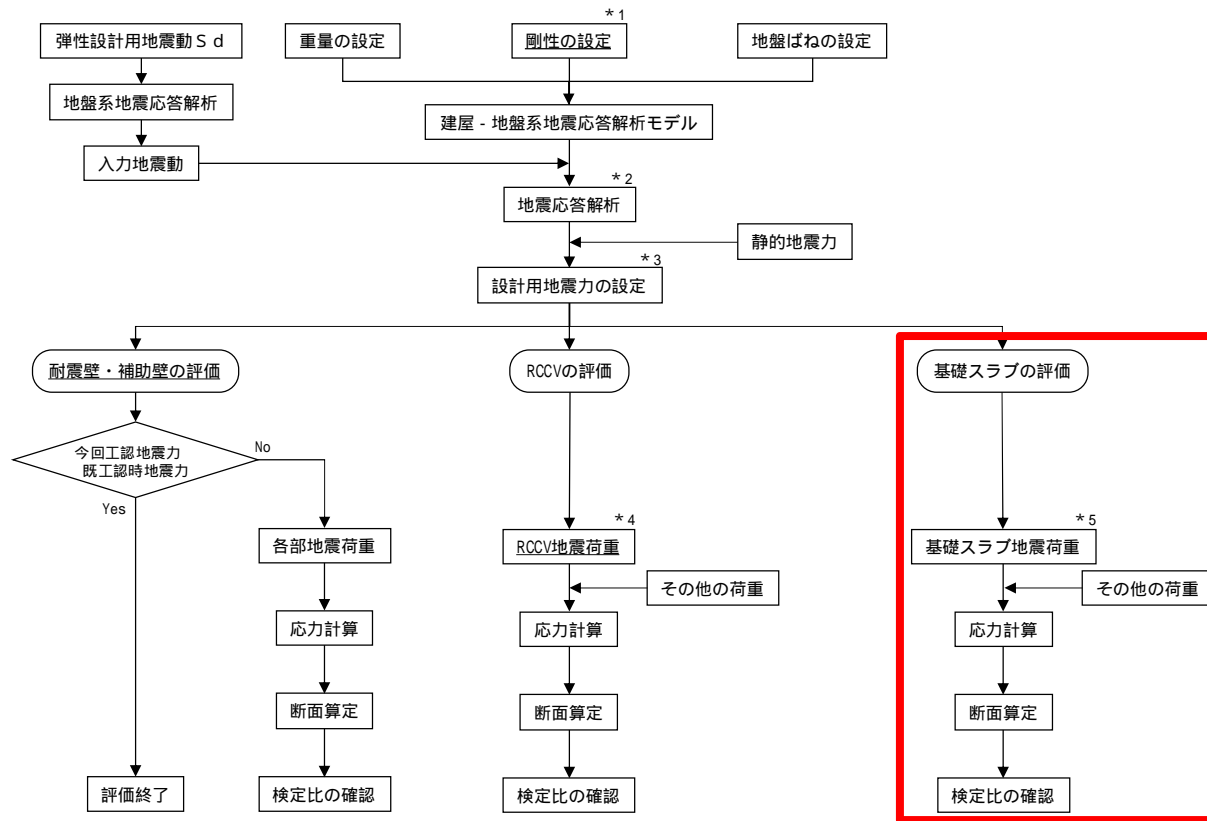 *1
弾性設計用地震動Sd
重量の設定
剛性の設定
地盤ばねの設定
地盤系地震応答解析
建屋-地盤系地震応答解析モデル
入力地震動
*2
地震応答解析
静的地震力
*3
設計用地震力の設定
耐震壁・補助壁の評価
RCCVの評価
基礎スラブの評価
今回工認地震力
既工認時地震力
No
Yes
各部地震荷重
*4
RCCV地震荷重
*5
基礎スラブ地震荷重
その他の荷重
その他の荷重
応力計算
応力計算
応力計算
断面算定
断面算定
断面算定
評価終了
検定比の確認
検定比の確認
検定比の確認